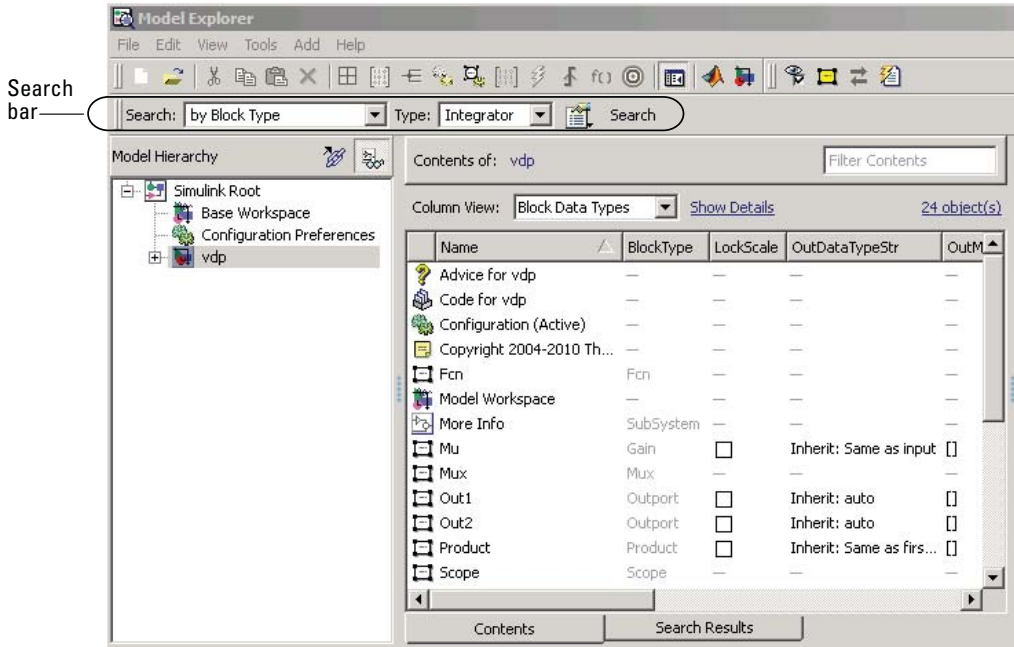 Model Explorer
File Edit View Tools Add Help
f()
Search bar
Search: by Block Type Type: Integrator Search
Model Hierarchy
Simulink Root
Base Workspace
Configuration Preferences
vdp
Contents of: vdp Filter Contents
Column View: Block Data Types Show Details 24 object(s)
Name BlockType LockScale OutDataTypeStr OutM
Advice for vdp — — — —
Code for vdp — — — —
Configuration (Active) — — — —
Copyright 2004-2010 Th... — — — —
Fcn Fcn — — —
Model Workspace — — — —
More Info SubSystem — — —
Mu Gain Inherit: Same as input []
Mux Mux — — —
Out1 Outport Inherit: auto []
Out2 Outport Inherit: auto []
Product Product Inherit: Same as firs... []
Scope Scope — — —
Contents Search Results